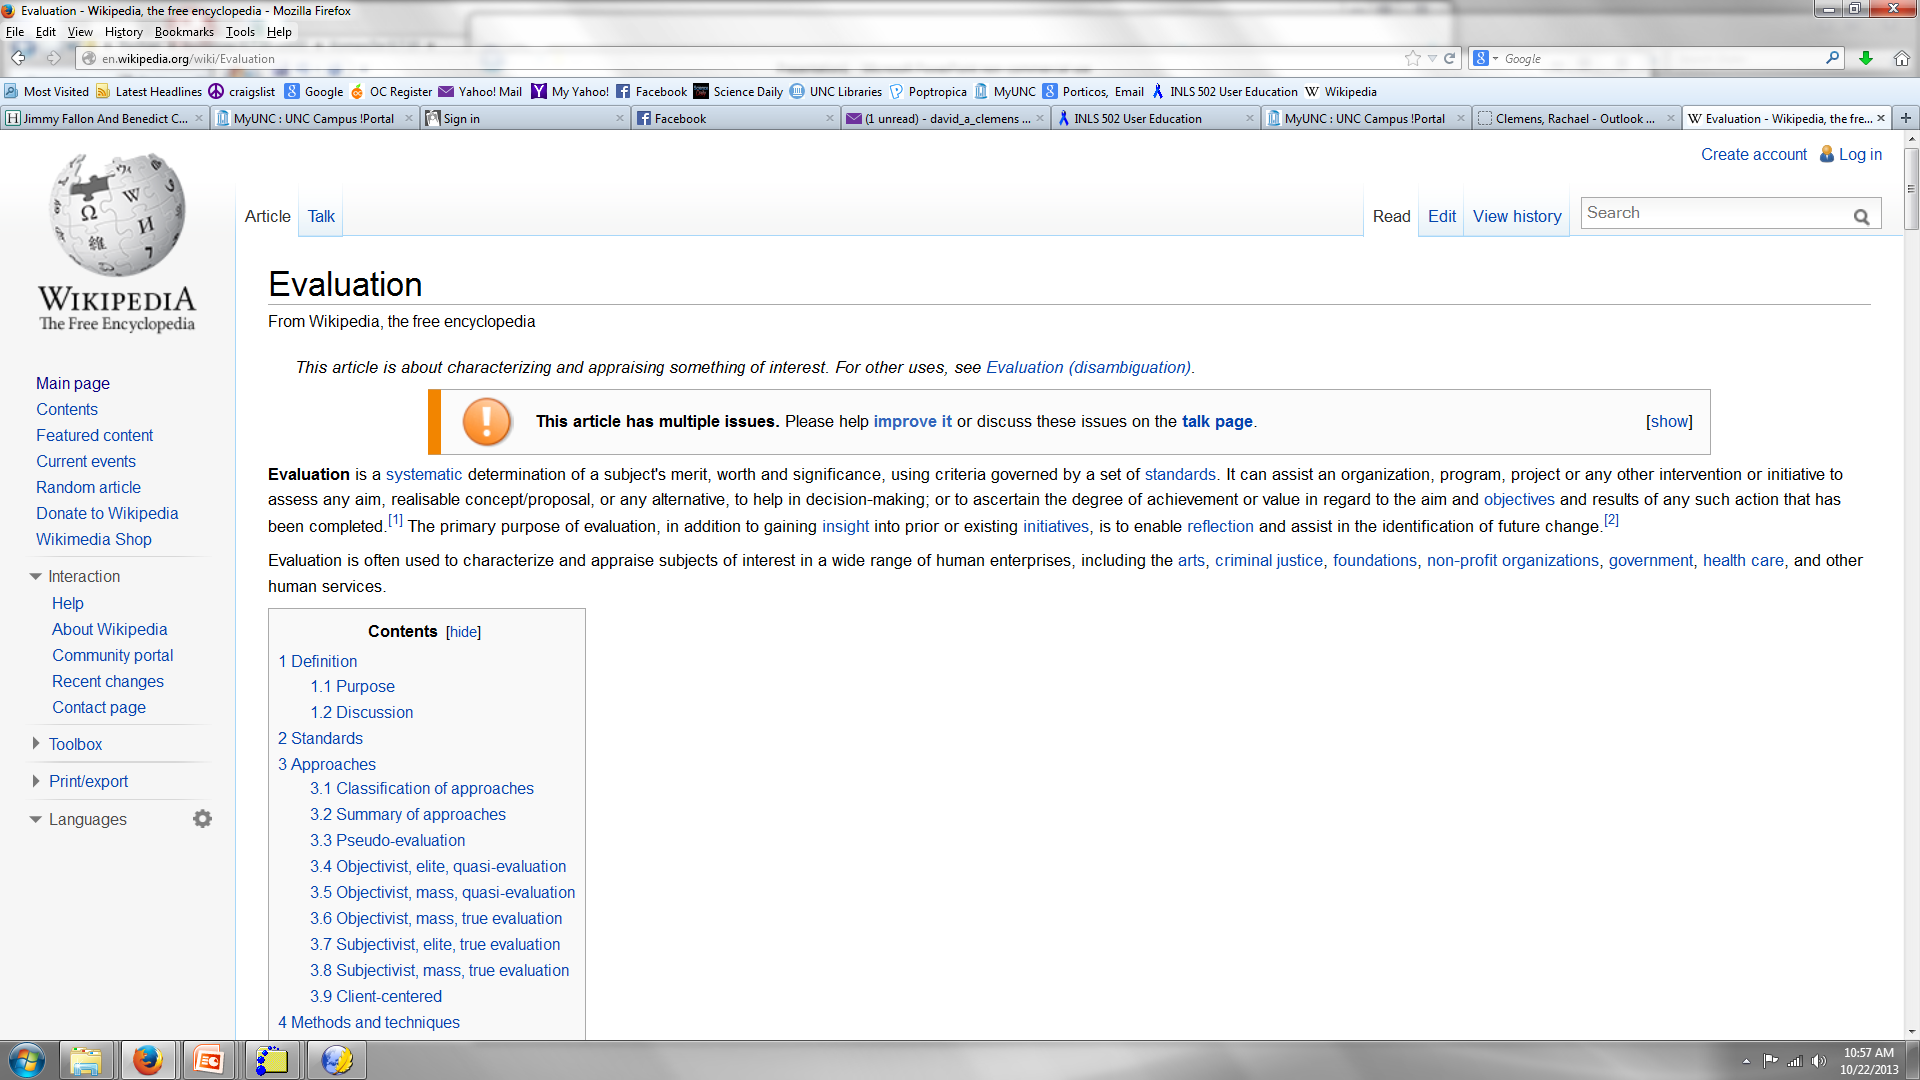 Evaluation - Wikipedia, the free encyclopedia - Mozilla Firefox
File Edit View History Bookmarks Tools Help
en.wikipedia.org/wiki/Evaluation
Google
Most Visited Latest Headlines craigslist Google OC Register Yahoo! Mail My Yahoo! Facebook Science Daily UNC Libraries Poptropica MyUNC Porticos, Email INLS 502 User Education Wikipedia
Jimmy Fallon And Benedict C... MyUNC : UNC Campus !Portal Sign in Facebook (1 unread) - david_a_clemens ... INLS 502 User Education MyUNC : UNC Campus !Portal Clemens, Rachael - Outlook ... Evaluation - Wikipedia, the fre...
Create account Log in
Article Talk Read Edit View history Search
WIKIPEDIA
The Free Encyclopedia
Main page
Contents
Featured content
Current events
Random article
Donate to Wikipedia
Wikimedia Shop
Interaction
Help
About Wikipedia
Community portal
Recent changes
Contact page
Toolbox
Print/export
Languages
Evaluation
From Wikipedia, the free encyclopedia
This article is about characterizing and appraising something of interest. For other uses, see Evaluation (disambiguation).
This article has multiple issues. Please help improve it or discuss these issues on the talk page. [show]
Evaluation is a systematic determination of a subject's merit, worth and significance, using criteria governed by a set of standards. It can assist an organization, program, project or any other intervention or initiative to
assess any aim, realisable concept/proposal, or any alternative, to help in decision-making; or to ascertain the degree of achievement or value in regard to the aim and objectives and results of any such action that has
been completed.[1] The primary purpose of evaluation, in addition to gaining insight into prior or existing initiatives, is to enable reflection and assist in the identification of future change.[2]
Evaluation is often used to characterize and appraise subjects of interest in a wide range of human enterprises, including the arts, criminal justice, foundations, non-profit organizations, government, health care, and other
human services.
Contents [hide]
1 Definition
1.1 Purpose
1.2 Discussion
2 Standards
3 Approaches
3.1 Classification of approaches
3.2 Summary of approaches
3.3 Pseudo-evaluation
3.4 Objectivist, elite, quasi-evaluation
3.5 Objectivist, mass, quasi-evaluation
3.6 Objectivist, mass, true evaluation
3.7 Subjectivist, elite, true evaluation
3.8 Subjectivist, mass, true evaluation
3.9 Client-centered
4 Methods and techniques
10:57 AM
10/22/2013